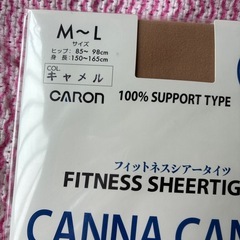 M〜L
サイズ
ヒップ：85〜98cm
身長：150〜165cm
COL.
キャメル
CARON
100% SUPPORT TYPE
フィットネスシアータイツ
FITNESS SHEERTIG
CANNA CAN